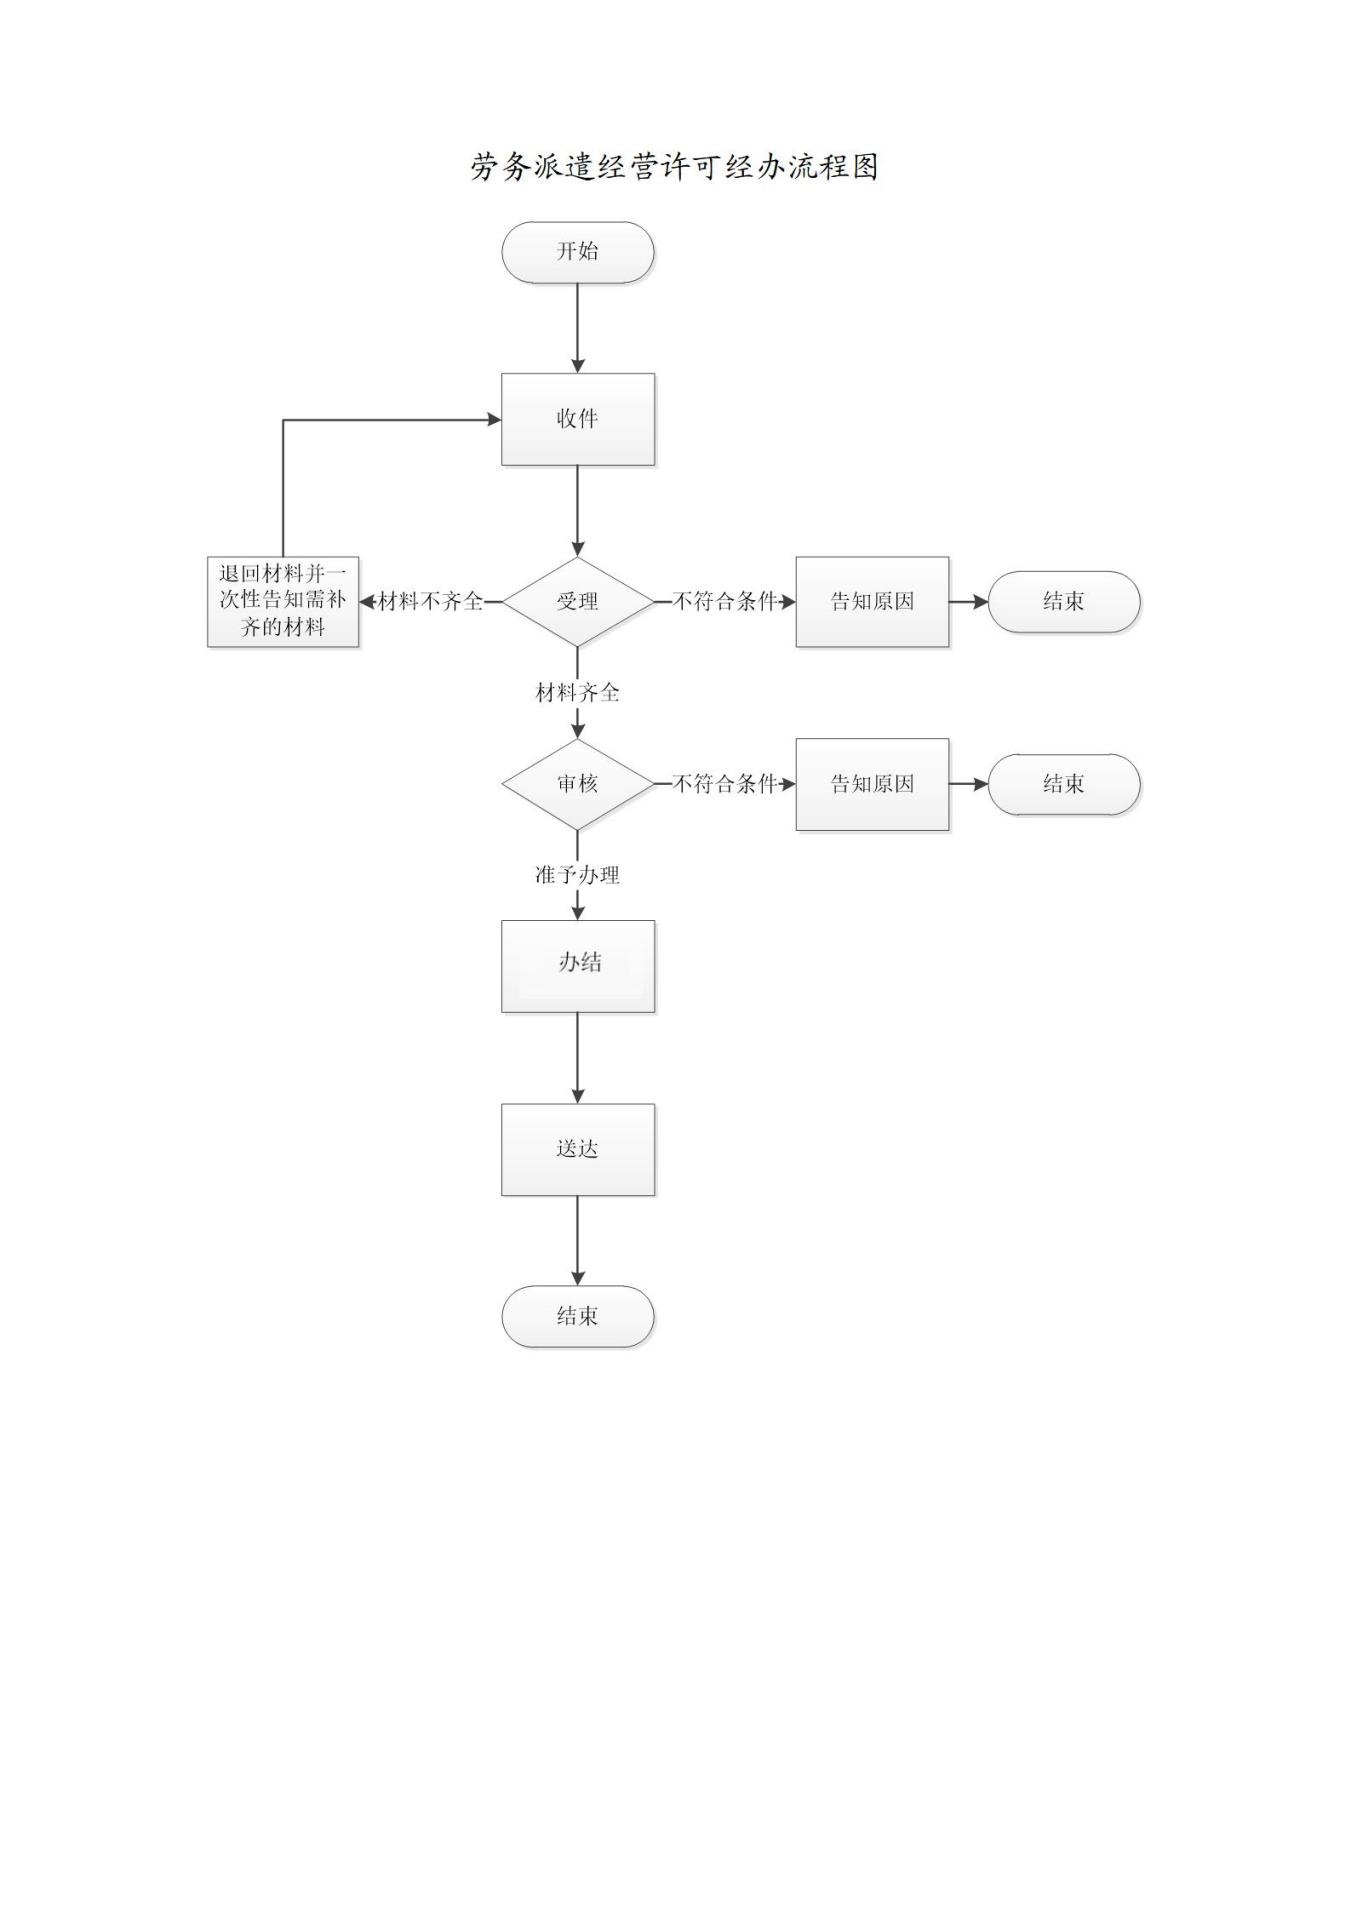 劳务派遣经营许可经办流程图
开始
收件
退回材料并一
次性告知需补
齐的材料
材料不齐全
受理
不符合条件
告知原因
结束
材料齐全
审核
不符合条件
告知原因
结束
准予办理
办结
送达
结束